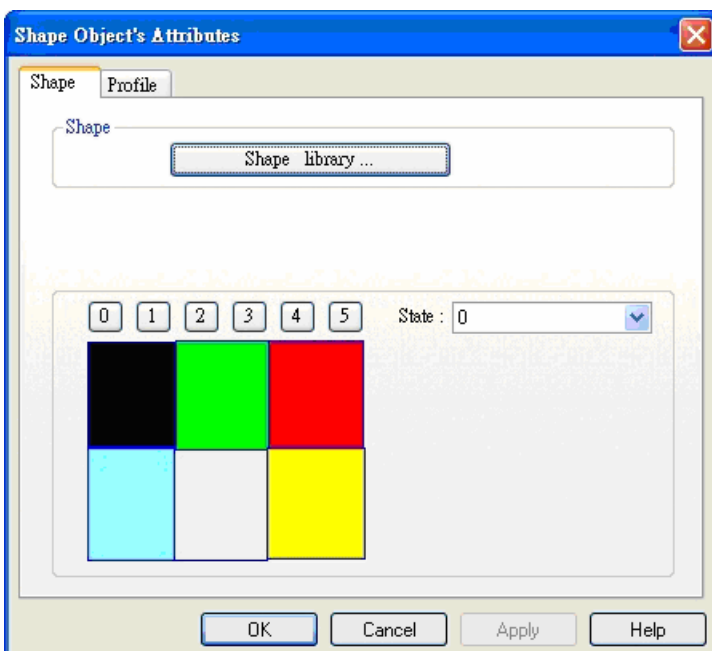 Shape Object's Attributes
Shape Profile
Shape
Shape library ...
0 1 2 3 4 5 State : 0
OK Cancel Apply Help